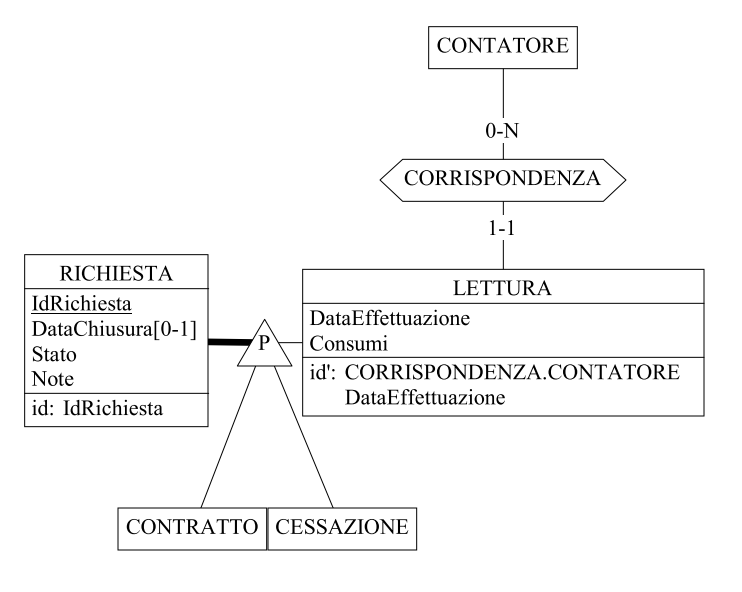 CONTATORE
0-N
CORRISPONDENZA
1-1
RICHIESTA
IdRichiesta
DataChiusura[0-1]
Stato
Note
id: IdRichiesta
P
LETTURA
DataEffettuazione
Consumi
id': CORRISPONDENZA.CONTATORE
DataEffettuazione
CONTRATTO
CESSAZIONE